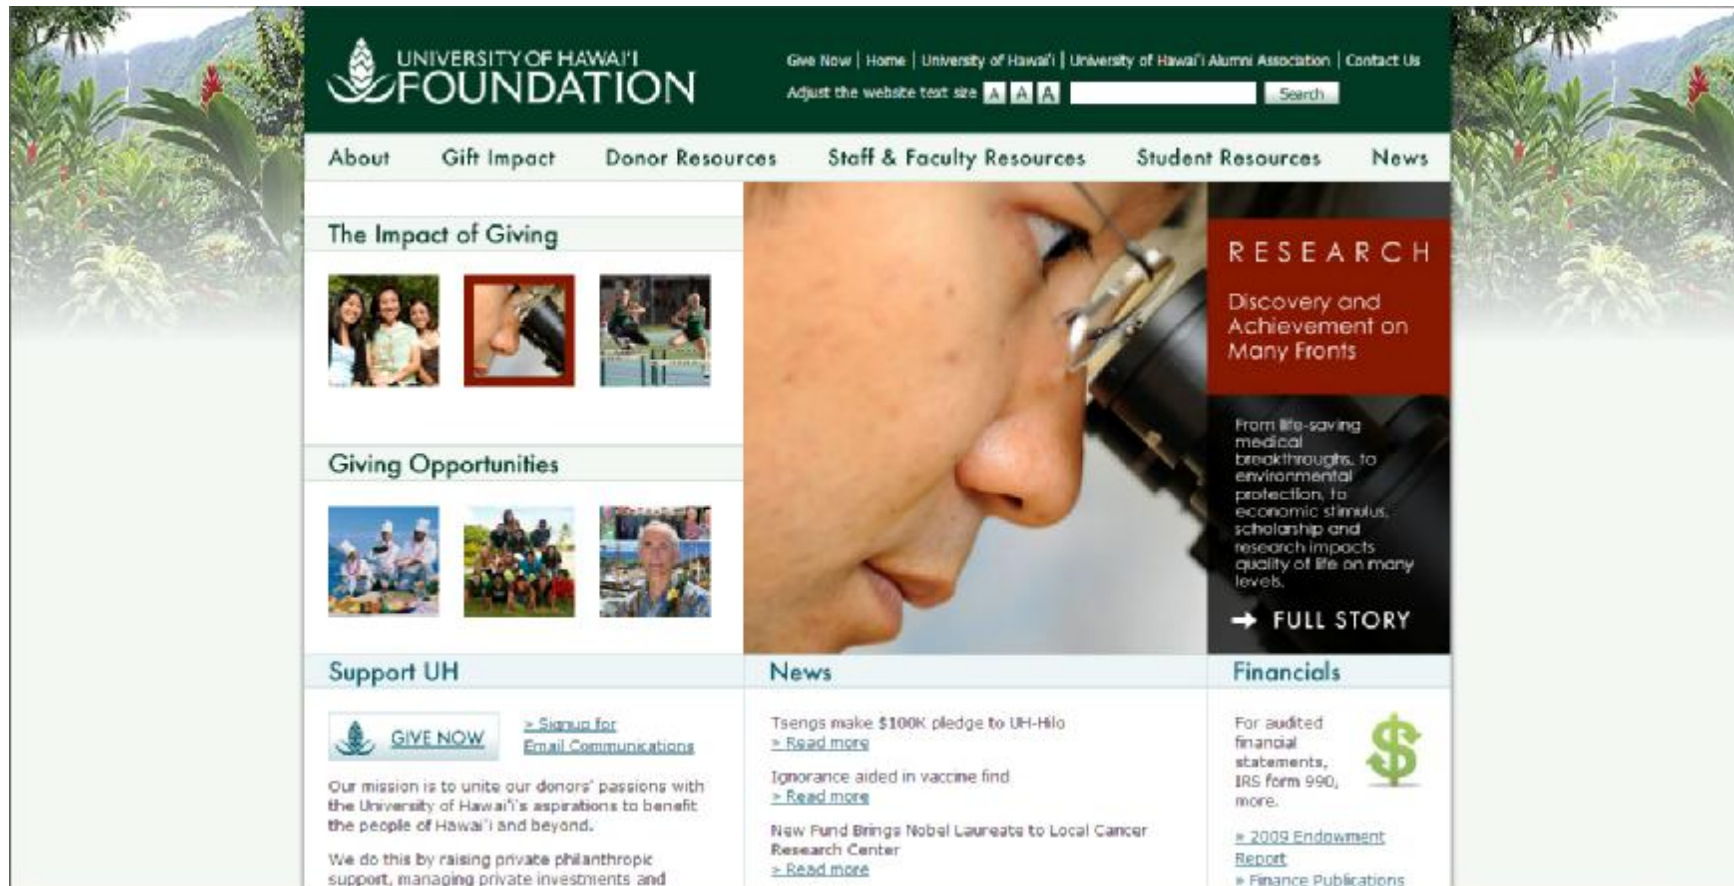 UNIVERSITY OF HAWAI'I
FOUNDATION
Give Now | Home | University of Hawai'i | University of Hawai'i Alumni Association | Contact Us
Adjust the website text size A A A Search
About Gift Impact Donor Resources Staff & Faculty Resources Student Resources News
The Impact of Giving
Giving Opportunities
RESEARCH
Discovery and
Achievement on
Many Fronts
From life-saving
medical
breakthroughs, to
environmental
protection, to
economic stimulus,
scholarship and
research impacts
quality of life on many
levels.
→ FULL STORY
Support UH
GIVE NOW
» Signup for
Email Communications
Our mission is to unite our donors' passions with
the University of Hawai'i's aspirations to benefit
the people of Hawai'i and beyond.
We do this by raising private philanthropic
support, managing private investments and
News
Tsengs make $100K pledge to UH-Hilo
» Read more
Ignorance aided in vaccine find
» Read more
New Fund Brings Nobel Laureate to Local Cancer
Research Center
» Read more
Financials
For audited
financial
statements,
IRS form 990,
more.
$
» 2009 Endowment
Report
» Finance Publications